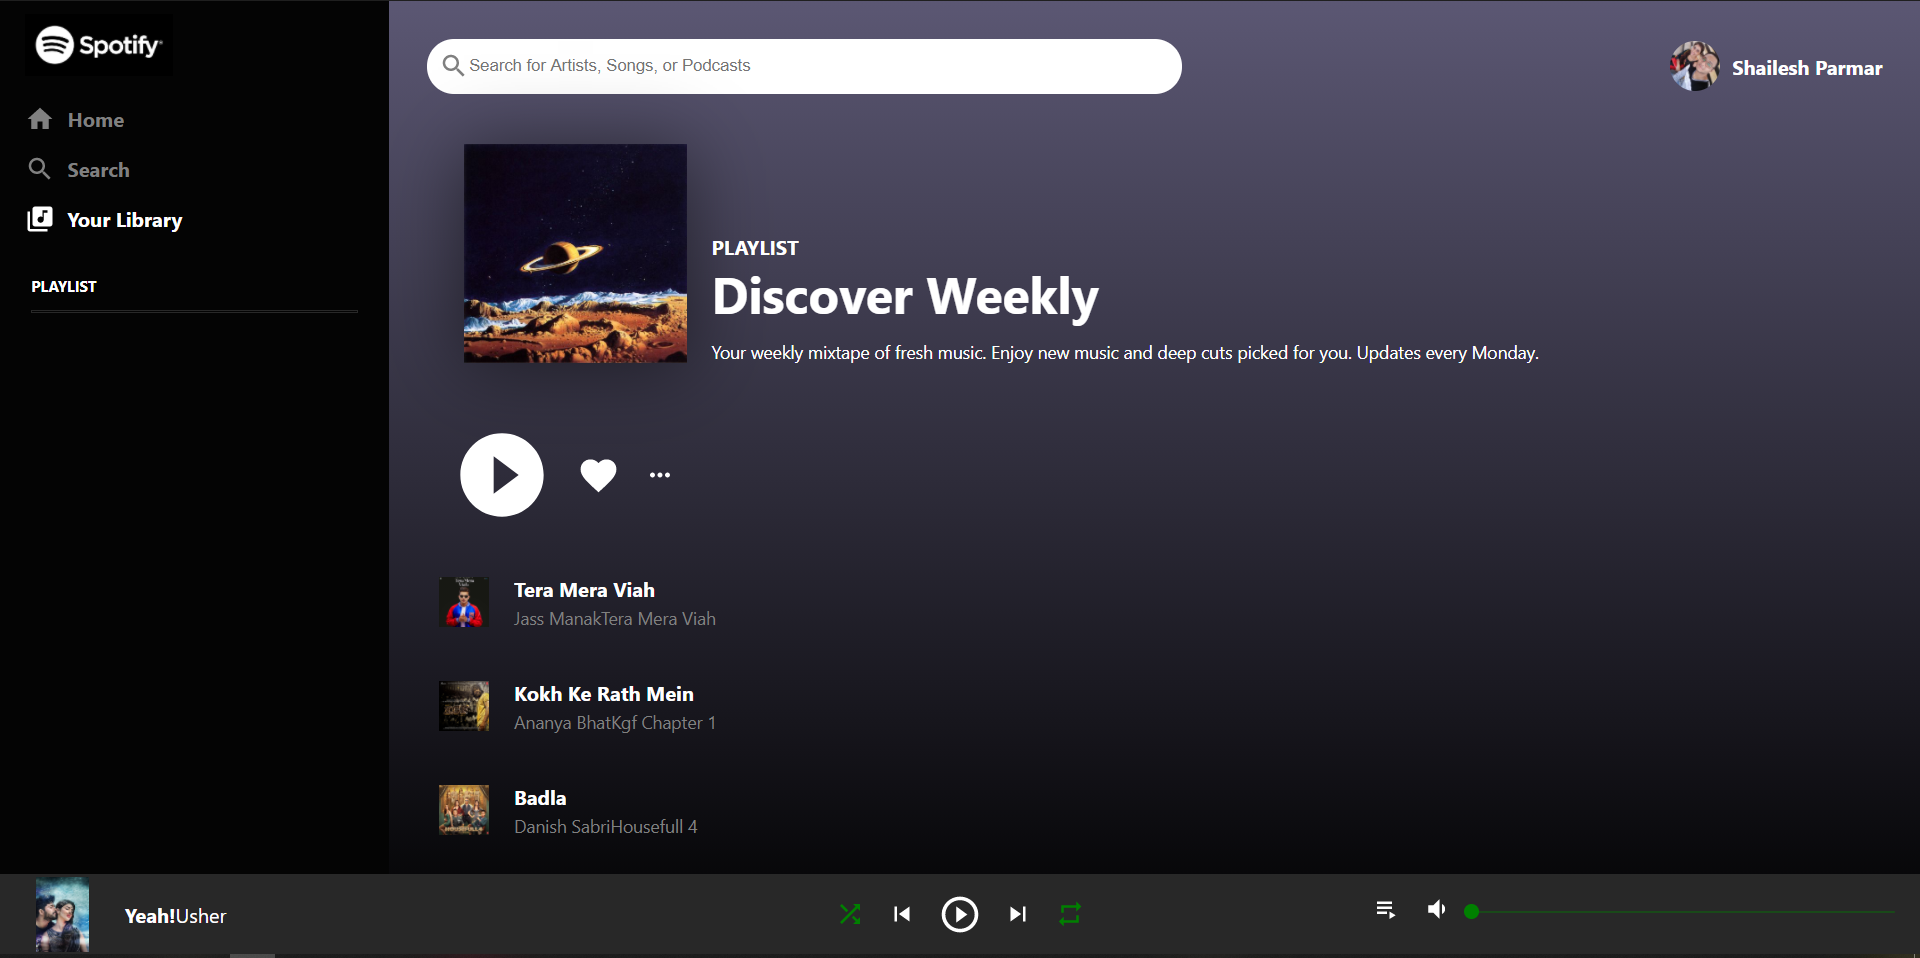 Spotify
Home
Search
Your Library
PLAYLIST
Search for Artists, Songs, or Podcasts
Shailesh Parmar
PLAYLIST
Discover Weekly
Your weekly mixtape of fresh music. Enjoy new music and deep cuts picked for you. Updates every Monday.
Tera Mera Viah
Jass ManakTera Mera Viah
Kokh Ke Rath Mein
Ananya BhatKgf Chapter 1
Badla
Danish SabriHousefull 4
Yeah!Usher